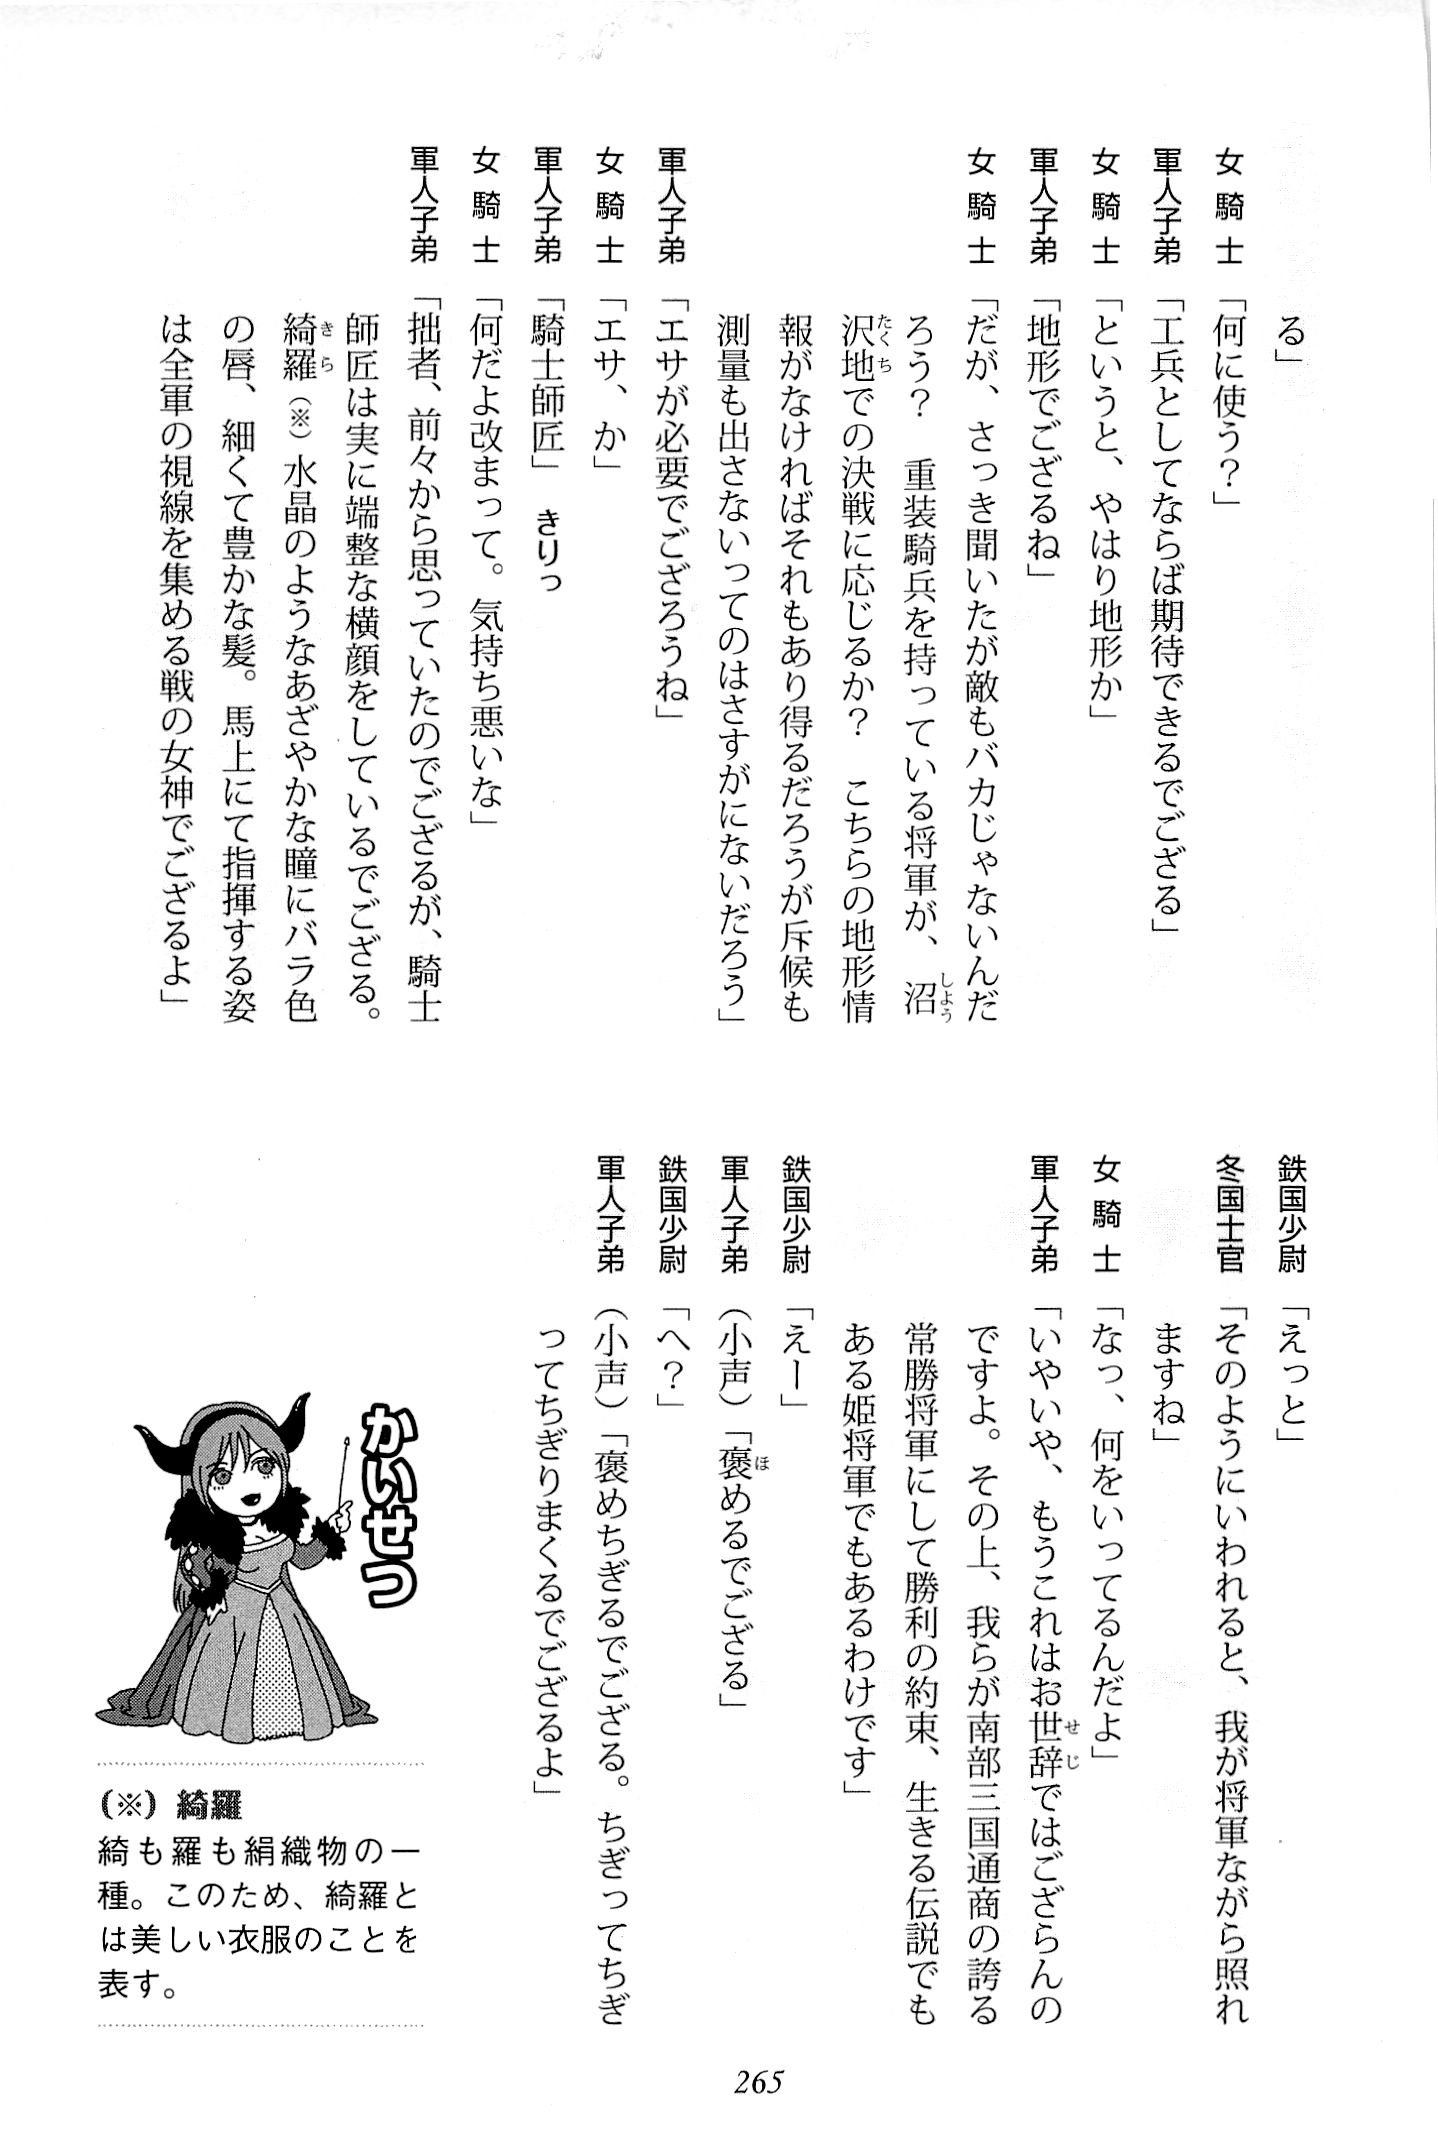 る」
女騎士「何に使う？」
軍人子弟「工兵としてならば期待できるでござる」
女騎士「というと、やはり地形か」
軍人子弟「地形でござるね」
女騎士「だが、さっき聞いたが敵もバカじゃないんだ
ろう？　重装騎兵を持っている将軍が、沼
沢地での決戦に応じるか？　こちらの地形情
報がなければそれもあり得るだろうが斥候も
測量も出さないってのはさすがにないだろう」
軍人子弟「エサが必要でござろうね」
女騎士「エサ、か」
軍人子弟「騎士師匠」　きりっ
女騎士「何だよ改まって。気持ち悪いな」
軍人子弟「拙者、前々から思っていたのでござるが、騎士
師匠は実に端整な横顔をしているでござる。
綺羅（※）水晶のようなあざやかな瞳にバラ色
の唇、細くて豊かな髪。馬上にて指揮する姿
は全軍の視線を集める戦の女神でござるよ」
鉄国少尉「えっと」
冬国士官「そのようにいわれると、我が将軍ながら照れ
ますね」
女騎士「なっ、何をいってるんだよ」
軍人子弟「いやいや、もうこれはお世辞ではござらんの
ですよ。その上、我らが南部三国通商の誇る
常勝将軍にして勝利の約束、生きる伝説でも
ある姫将軍でもあるわけです」
鉄国少尉「えー」
軍人子弟（小声）「褒めるでござる」
鉄国少尉「へ？」
軍人子弟（小声）「褒めちぎるでござる。ちぎってちぎ
ってちぎりまくるでござるよ」
かいせつ
（※）綺羅
綺も羅も絹織物の一
種。このため、綺羅と
は美しい衣服のことを
表す。
265